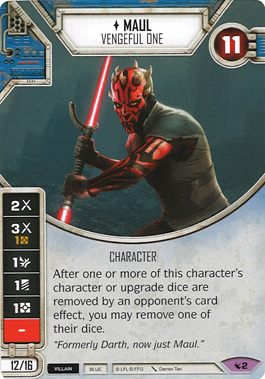 MAUL
VENGEFUL ONE
11
2
3
1
1
1
1
–
CHARACTER
After one or more of this character's
character or upgrade dice are
removed by an opponent's card
effect, you may remove one of
their dice.
"Formerly Darth, now just Maul."
12/16
VILLAIN
BLUE
© LFL © FFG
Darren Tan
2